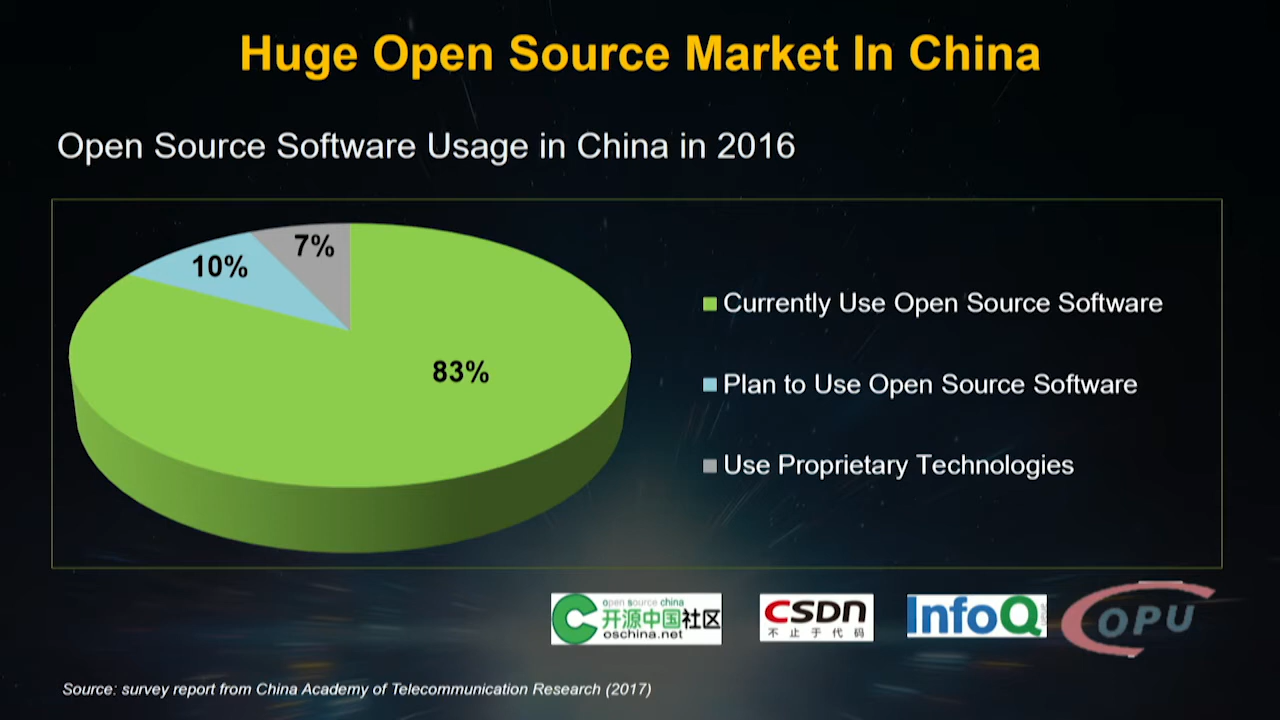 Huge Open Source Market In China
Open Source Software Usage in China in 2016
7%
10%
83%
Currently Use Open Source Software
Plan to Use Open Source Software
Use Proprietary Technologies
open source china
开源中国社区
oschina.net
CSDN
不止于代码
InfoQ
COPU
Source: survey report from China Academy of Telecommunication Research (2017)